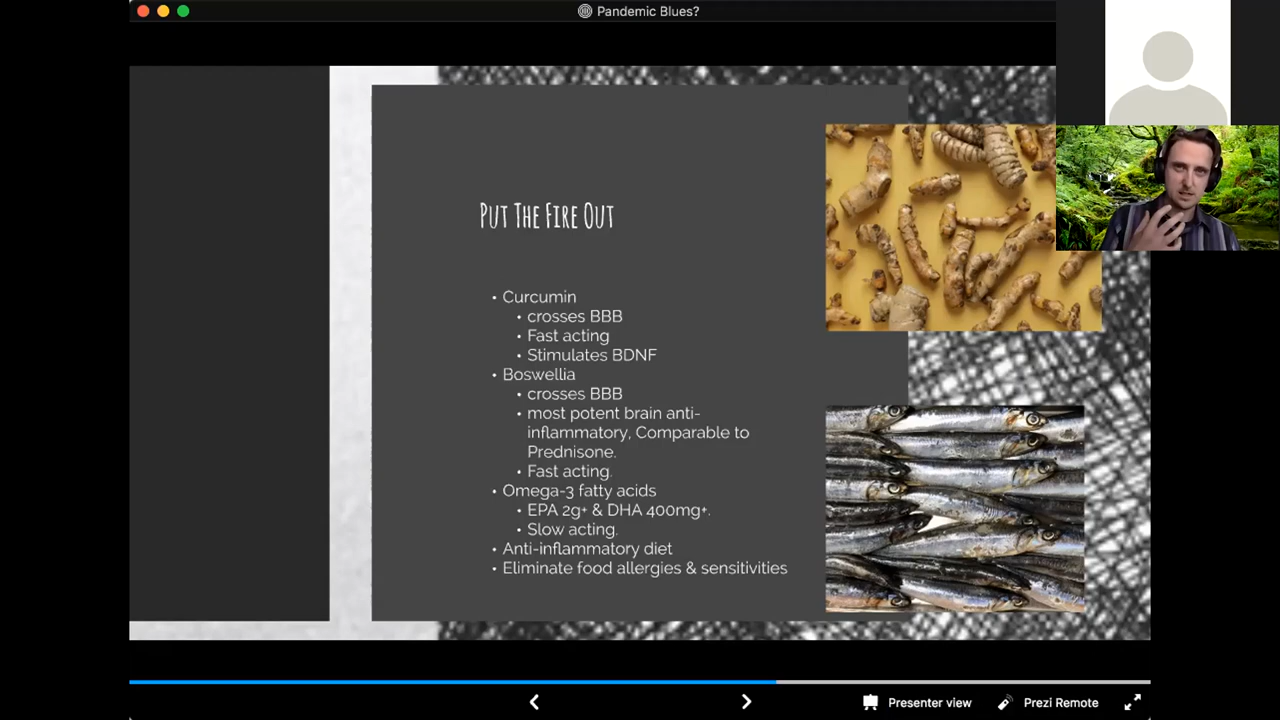 Pandemic Blues?
Put The Fire Out
• Curcumin
• crosses BBB
• Fast acting
• Stimulates BDNF
• Boswellia
• crosses BBB
• most potent brain anti-
inflammatory, Comparable to
Prednisone.
• Fast acting.
• Omega-3 fatty acids
• EPA 2g+ & DHA 400mg+.
• Slow acting.
• Anti-inflammatory diet
• Eliminate food allergies & sensitivities
Presenter view
Prezi Remote